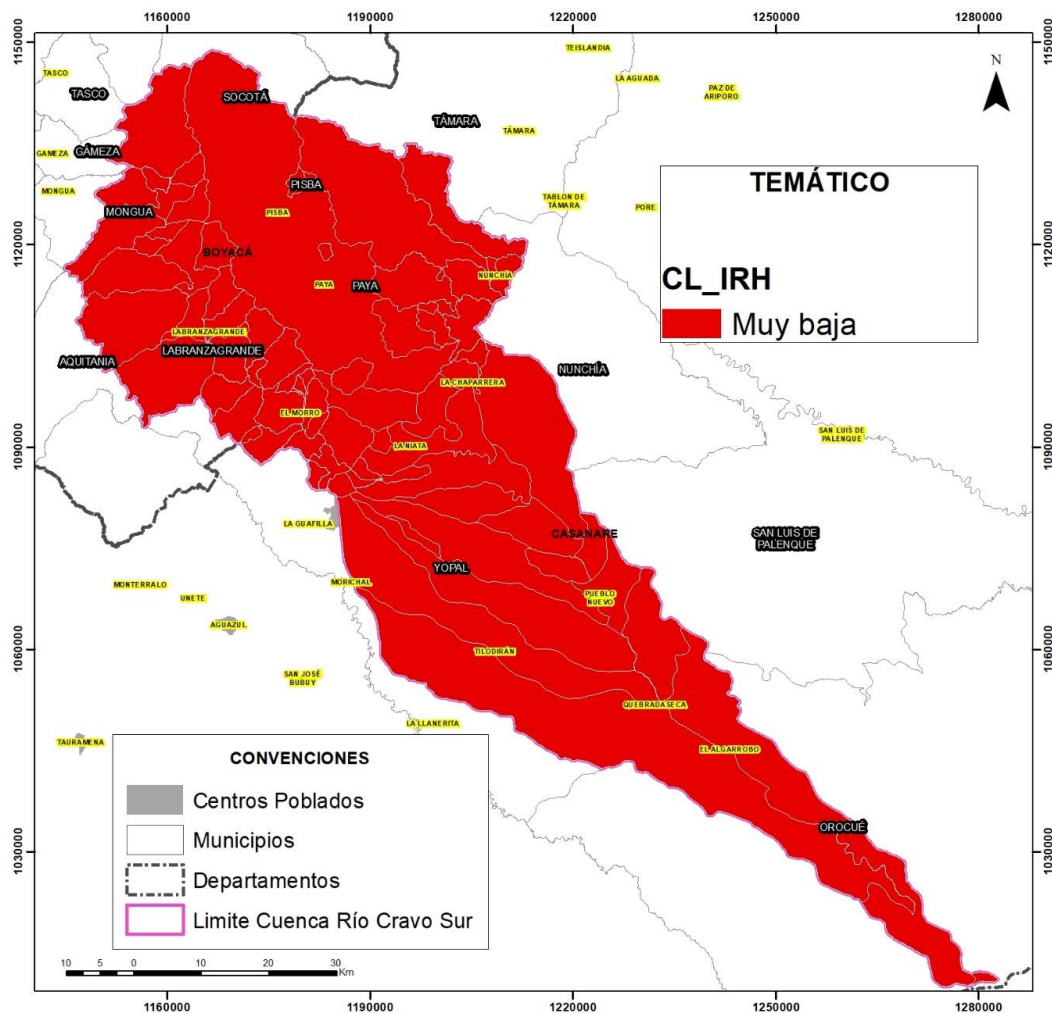 1160000
1190000
1220000
1250000
1280000
1150000
1150000
TEISLANDIA
N
TASCO
LA AGUADA
TASCO
SOCOTÁ
PAZ DE
ARIPORO
TÁMARA
TÁMARA
GAMEZA
GÁMEZA
PISBA
TEMÁTICO
MONGUA
TABLON DE
TÁMARA
PORE
MONGUA
PISBA
1120000
1120000
BOYACÁ
NUNCHÍA
CL_IRH
PAYA
PAYA
Muy baja
LABRANZAGRANDE
LABRANZAGRANDE
AQUITANIA
NUNCHÍA
LA CHAPARRERA
EL MORRO
SAN LUIS DE
PALENQUE
LA NIATA
1090000
1090000
LA GUAFILLA
CASANARE
SAN LUIS DE
PALENQUE
YOPAL
MONTERRALO
MORICHAL
UNETE
PUEBLO
NUEVO
AGUAZUL
1060000
1060000
TILODIRÁN
SAN JOSÉ
BUBUY
QUEBRADASECA
LA LLANERITA
TAURAMENA
EL ALGARROBO
CONVENCIONES
Centros Poblados
Municipios
Departamentos
Limite Cuenca Río Cravo Sur
OROCUÉ
1030000
1030000
10 5 0 10 20 30
Km
1160000
1190000
1220000
1250000
1280000